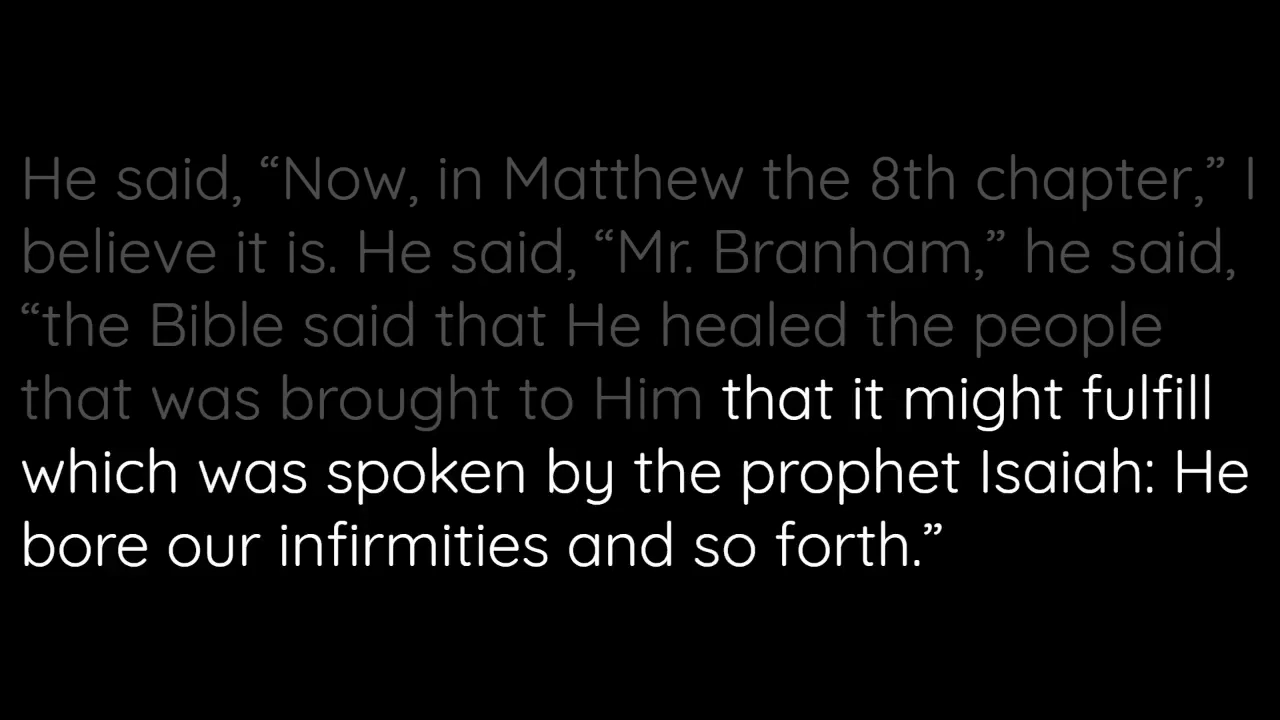 He said, “Now, in Matthew the 8th chapter,” I
believe it is. He said, “Mr. Branham,” he said,
“the Bible said that He healed the people
that was brought to Him that it might fulfill
which was spoken by the prophet Isaiah: He
bore our infirmities and so forth.”